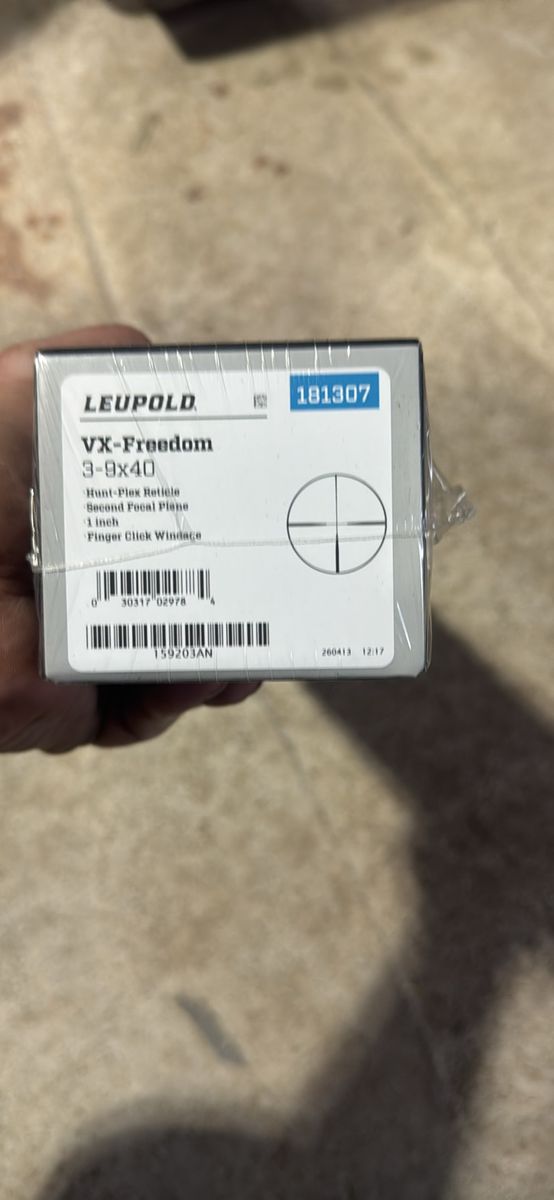 LEUPOLD
181307
VX-Freedom
3-9x40
·Hunt-Plex Reticle
·Second Focal Plane
·1 inch
·Finger Click Windage
0 30317 02978 4
159203AN
260413 12:17